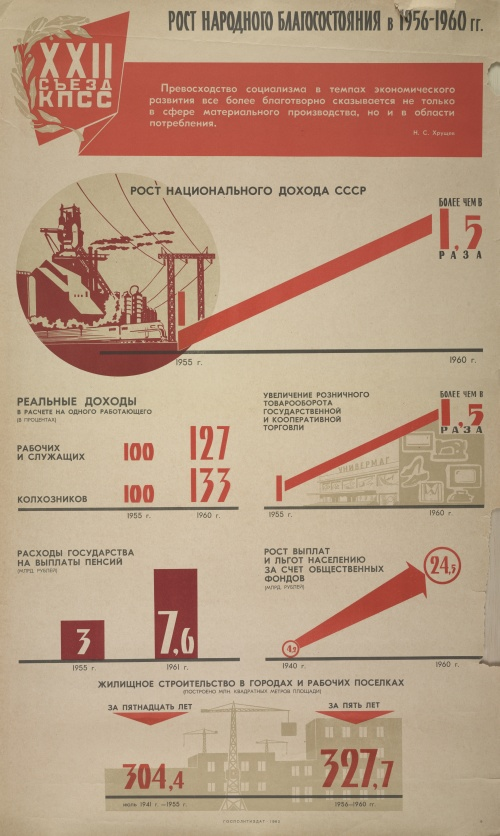 РОСТ НАРОДНОГО БЛАГОСОСТОЯНИЯ в 1956-1960 гг.
XXII
СЪЕЗД
КПСС
Превосходство социализма в темпах экономического
развития все более благотворно сказывается не только
в сфере материального производства, но и в области
потребления.
Н. С. Хрущев
РОСТ НАЦИОНАЛЬНОГО ДОХОДА СССР
БОЛЕЕ ЧЕМ В
1,5
РАЗА
1955 г.
1960 г.
РЕАЛЬНЫЕ ДОХОДЫ
В РАСЧЕТЕ НА ОДНОГО РАБОТАЮЩЕГО
(В ПРОЦЕНТАХ)
РАБОЧИХ
И СЛУЖАЩИХ
100
127
КОЛХОЗНИКОВ
100
133
1955 г.
1960 г.
УВЕЛИЧЕНИЕ РОЗНИЧНОГО
ТОВАРООБОРОТА
ГОСУДАРСТВЕННОЙ
И КООПЕРАТИВНОЙ
ТОРГОВЛИ
БОЛЕЕ ЧЕМ В
1,5
РАЗА
УНИВЕРМАГ
1
1955 г.
1960 г.
РАСХОДЫ ГОСУДАРСТВА
НА ВЫПЛАТЫ ПЕНСИЙ
(МЛРД. РУБЛЕЙ)
3
7,6
1955 г.
1961 г.
РОСТ ВЫПЛАТ
И ЛЬГОТ НАСЕЛЕНИЮ
ЗА СЧЕТ ОБЩЕСТВЕННЫХ
ФОНДОВ
(МЛРД. РУБЛЕЙ)
24,5
4,2
1940 г.
1960 г.
ЖИЛИЩНОЕ СТРОИТЕЛЬСТВО В ГОРОДАХ И РАБОЧИХ ПОСЕЛКАХ
(ПОСТРОЕНО МЛН. КВАДРАТНЫХ МЕТРОВ ПЛОЩАДИ)
ЗА ПЯТНАДЦАТЬ ЛЕТ
ЗА ПЯТЬ ЛЕТ
304,4
327,7
июль 1941 г.—1955 г.
1956-1960 гг.